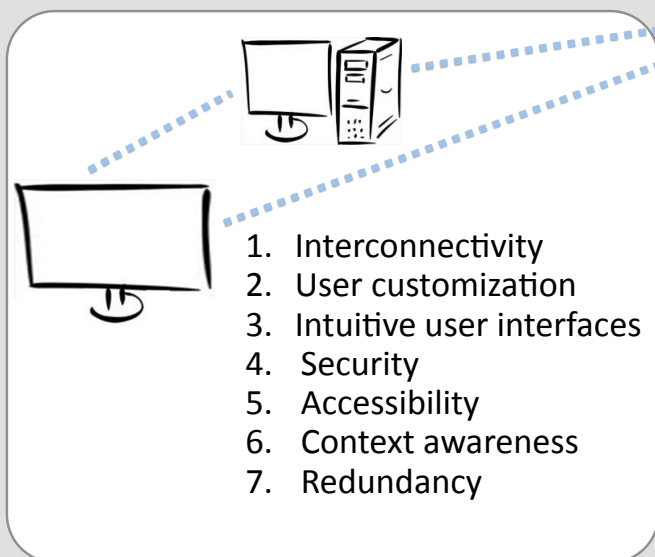 1. Interconnectivity
2. User customization
3. Intuitive user interfaces
4. Security
5. Accessibility
6. Context awareness
7. Redundancy